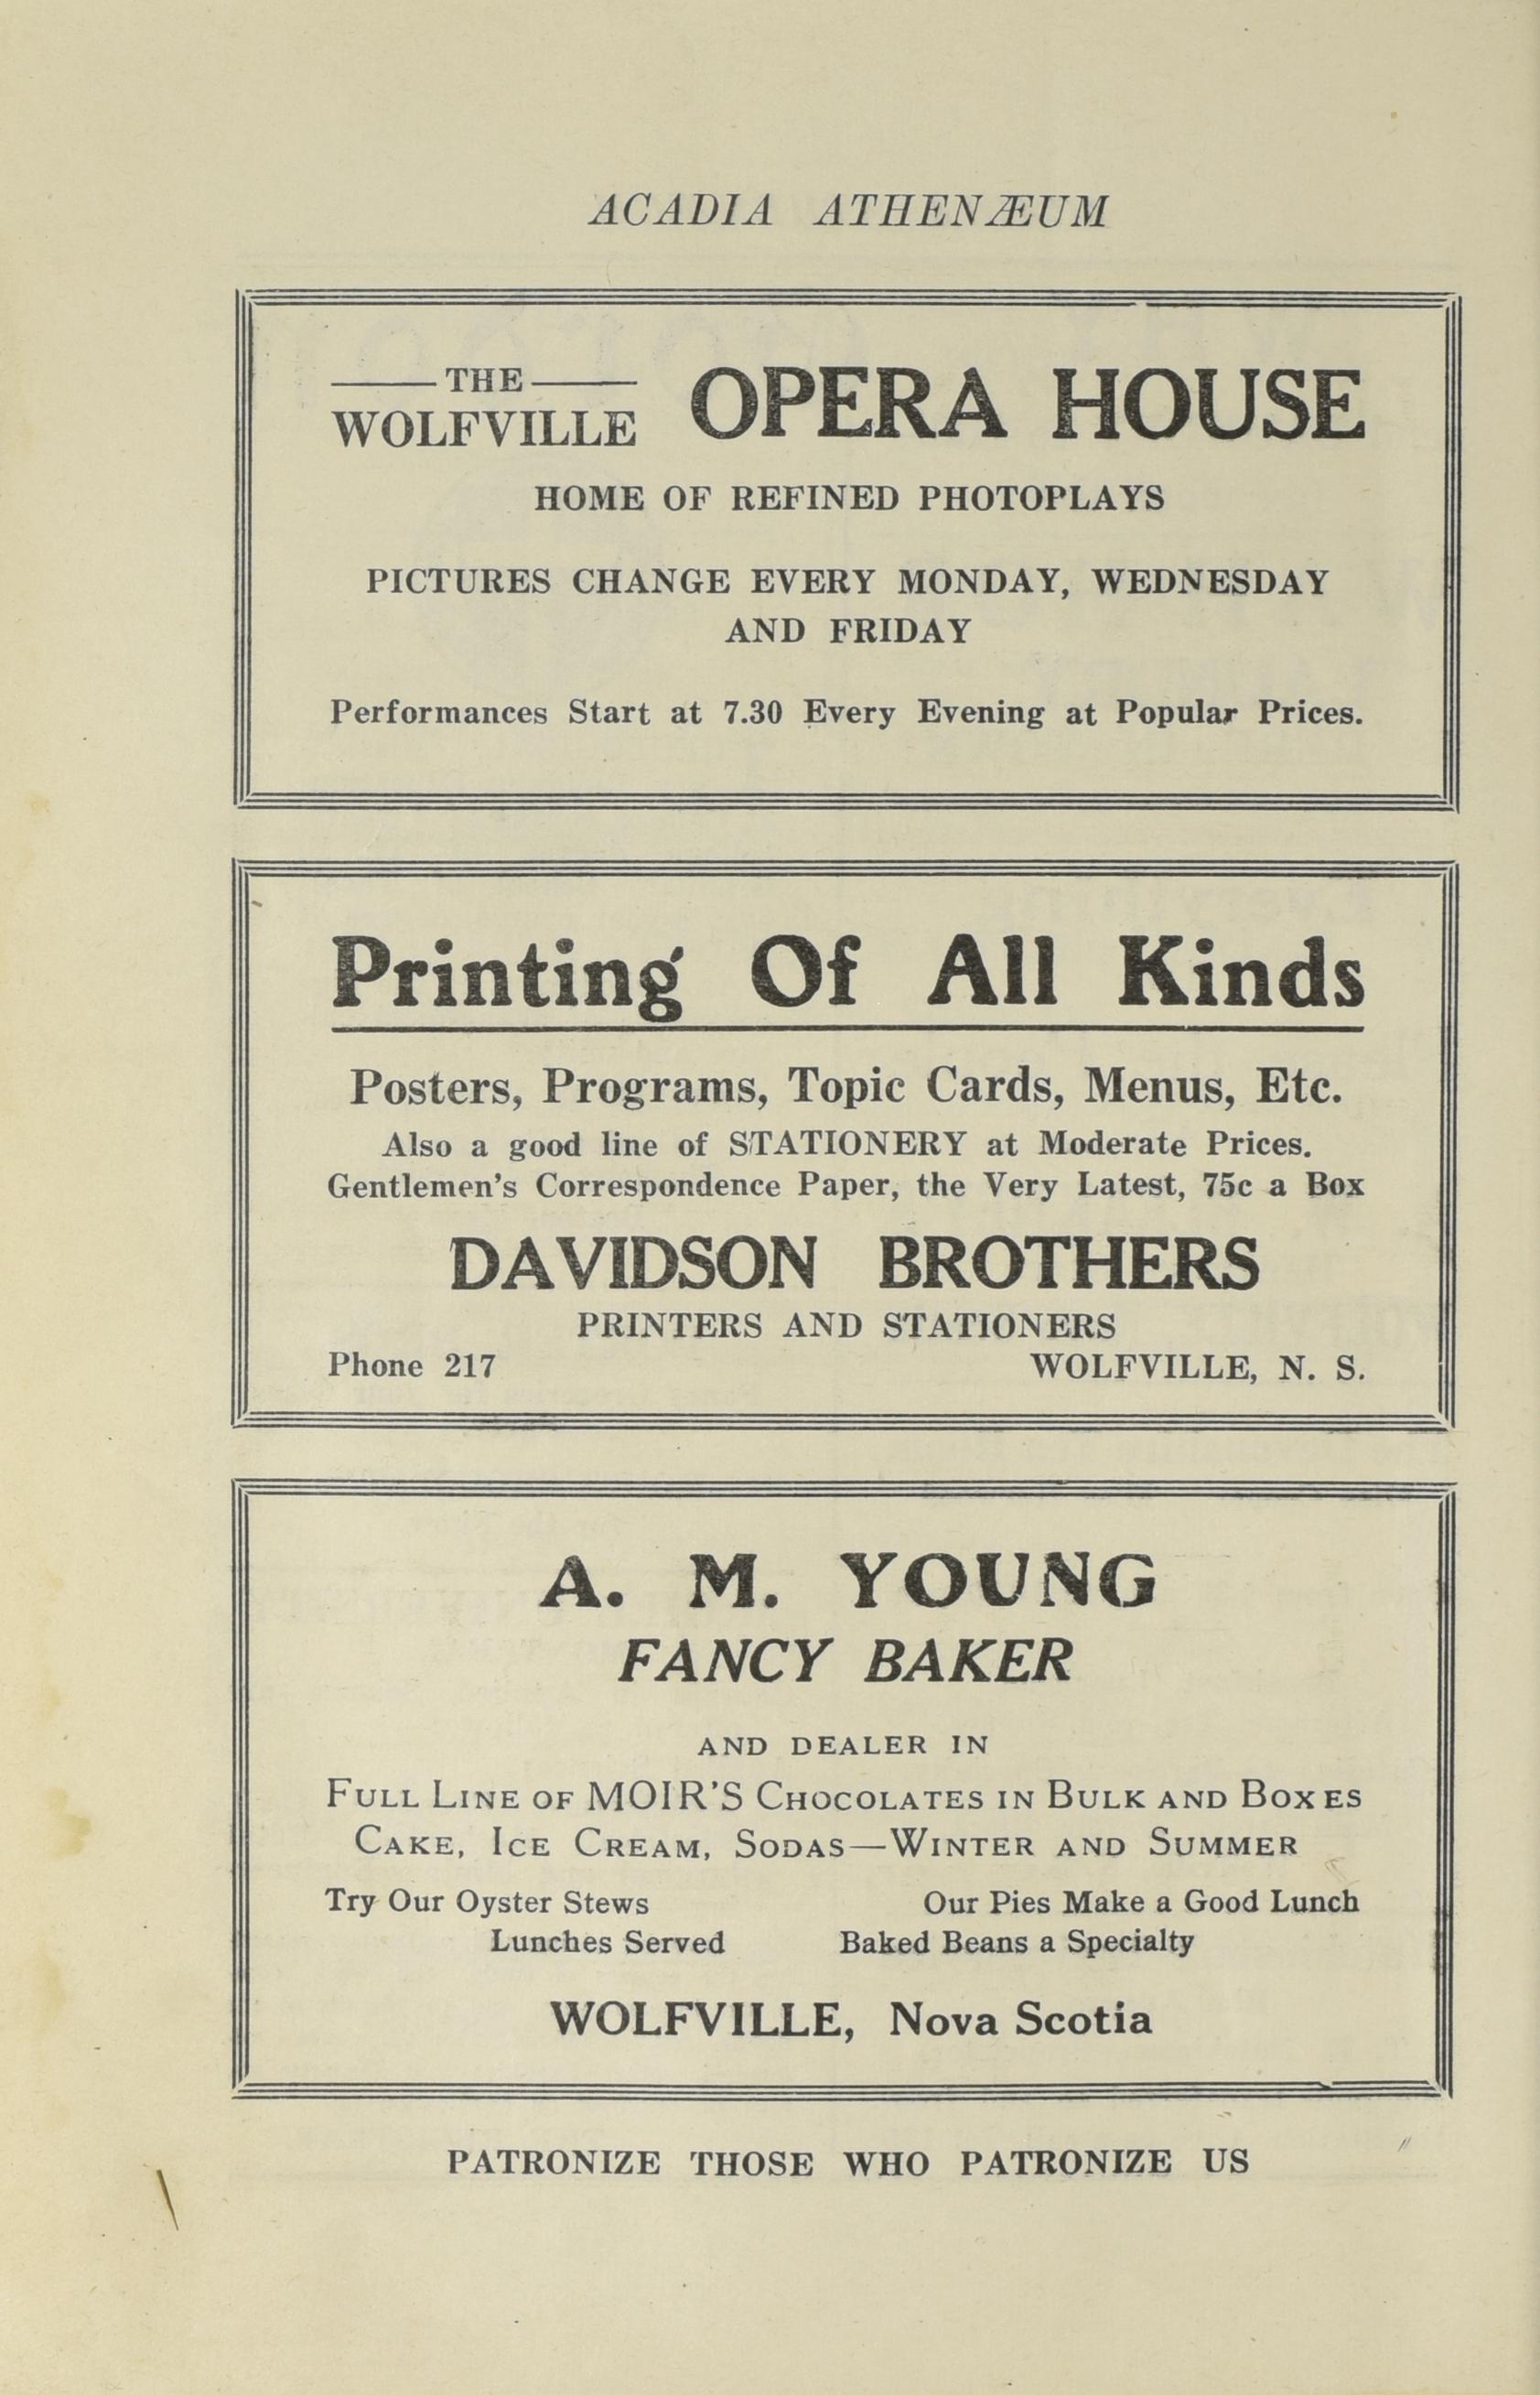 ACADIA ATHENÆUM
THE
WOLFVILLE OPERA HOUSE
HOME OF REFINED PHOTOPLAYS
PICTURES CHANGE EVERY MONDAY, WEDNESDAY
AND FRIDAY
Performances Start at 7.30 Every Evening at Popular Prices.
Printing Of All Kinds
Posters, Programs, Topic Cards, Menus, Etc.
Also a good line of STATIONERY at Moderate Prices.
Gentlemen's Correspondence Paper, the Very Latest, 75c a Box
DAVIDSON BROTHERS
PRINTERS AND STATIONERS
Phone 217 WOLFVILLE, N. S.
A. M. YOUNG
FANCY BAKER
AND DEALER IN
FULL LINE OF MOIR'S CHOCOLATES IN BULK AND BOXES
CAKE, ICE CREAM, SODAS—WINTER AND SUMMER
Try Our Oyster Stews Our Pies Make a Good Lunch
Lunches Served Baked Beans a Specialty
WOLFVILLE, Nova Scotia
PATRONIZE THOSE WHO PATRONIZE US